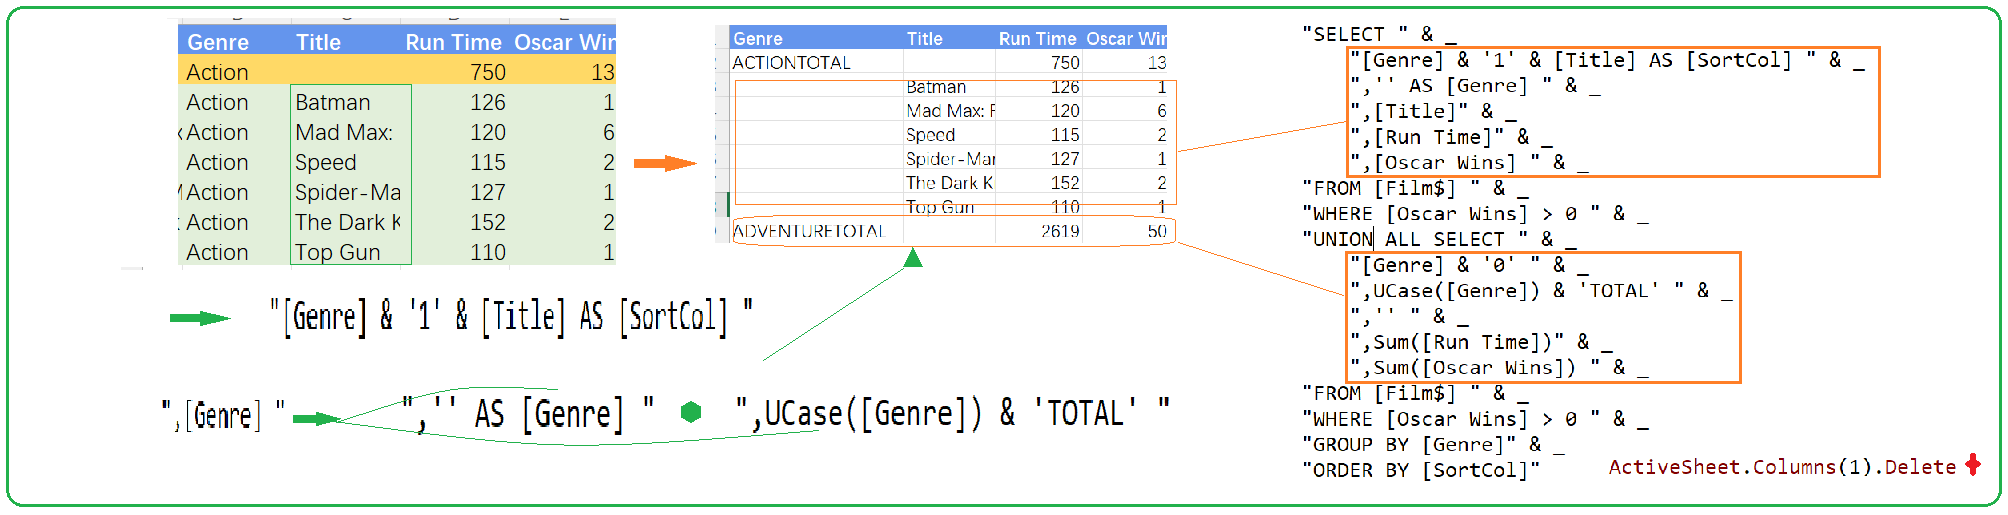 Genre Title Run Time Oscar Win
Action 750 13
Action Batman 126 1
Action Mad Max: 120 6
Action Speed 115 2
Action Spider-Ma 127 1
Action The Dark K 152 2
Action Top Gun 110 1
Genre Title Run Time Oscar Win
ACTIONTOTAL 750 13
Batman 126 1
Mad Max: F 120 6
Speed 115 2
Spider-Mar 127 1
The Dark K 152 2
Top Gun 110 1
ADVENTURETOTAL 2619 50
"[Genre] & '1' & [Title] AS [SortCol] "
",[Genre] " ",'' AS [Genre] " ",UCase([Genre]) & 'TOTAL' "
"SELECT " & _
"[Genre] & '1' & [Title] AS [SortCol] " & _
",'' AS [Genre] " & _
",[Title]" & _
",[Run Time]" & _
",[Oscar Wins] " & _
"FROM [Film$] " & _
"WHERE [Oscar Wins] > 0 " & _
"UNION ALL SELECT " & _
"[Genre] & '0' " & _
",UCase([Genre]) & 'TOTAL' " & _
",'' " & _
",Sum([Run Time])" & _
",Sum([Oscar Wins]) " & _
"FROM [Film$] " & _
"WHERE [Oscar Wins] > 0 " & _
"GROUP BY [Genre]" & _
"ORDER BY [SortCol]"
ActiveSheet.Columns(1).Delete